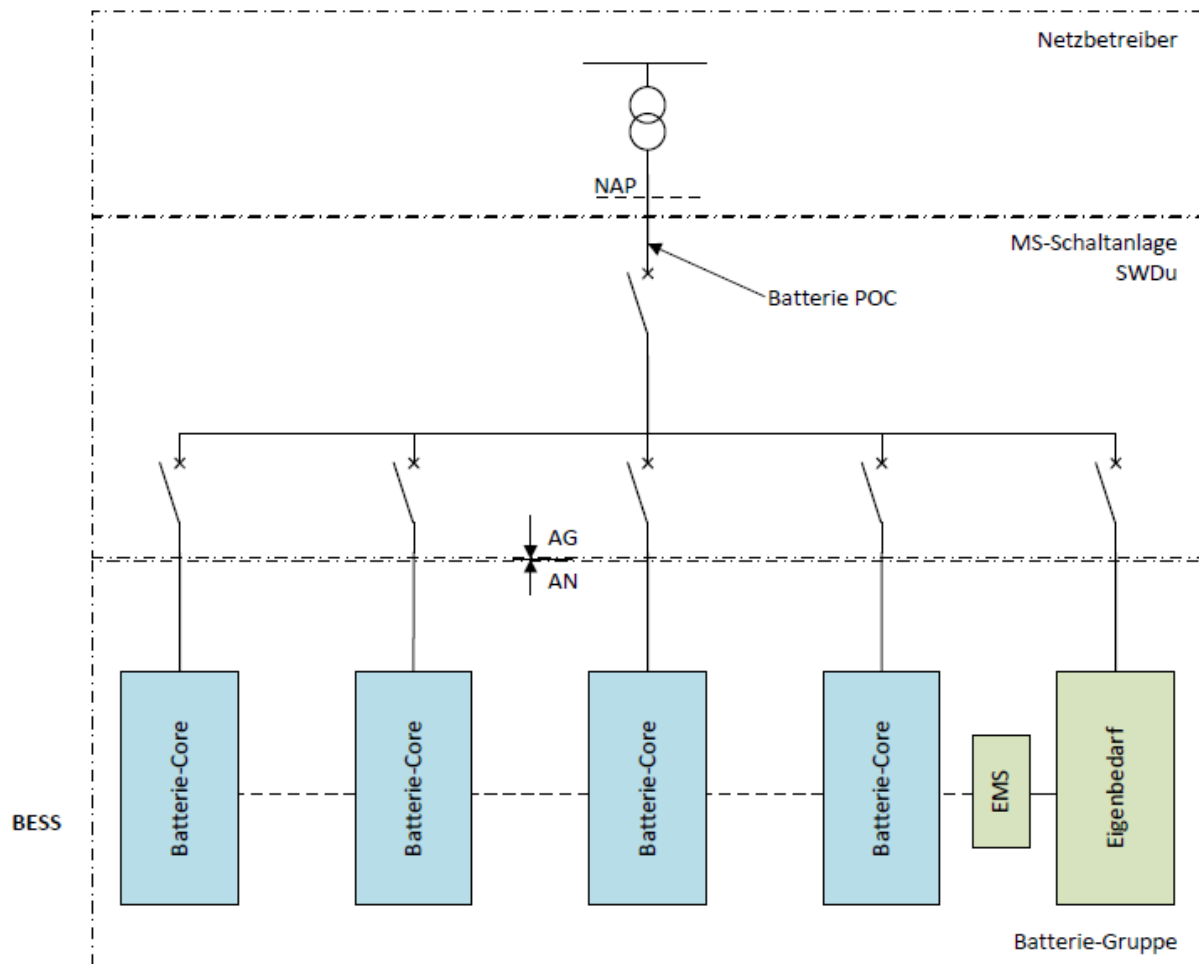 Netzbetreiber
NAP
MS-Schaltanlage
SWDu
Batterie POC
AG
AN
Batterie-Core
Batterie-Core
Batterie-Core
Batterie-Core
EMS
Eigenbedarf
BESS
Batterie-Gruppe